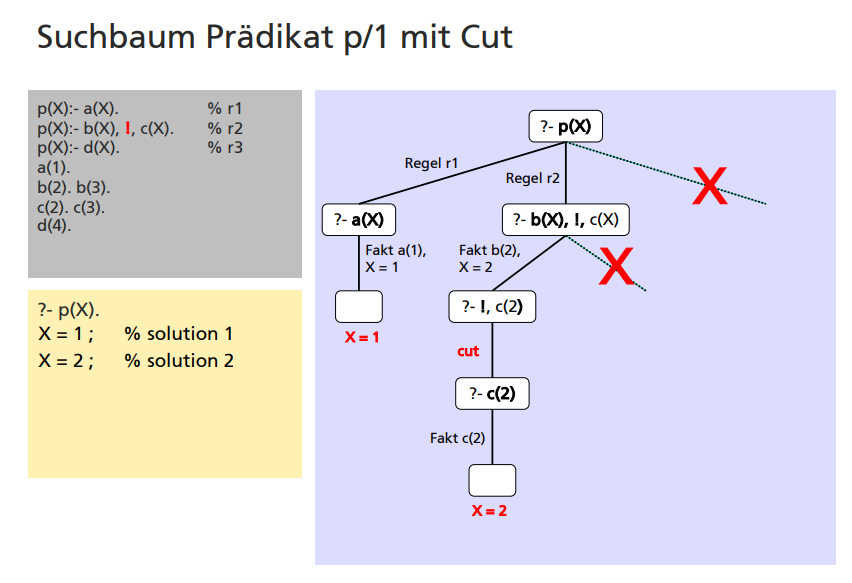 Suchbaum Prädikat p/1 mit Cut
p(X):- a(X). % r1
p(X):- b(X), !, c(X). % r2
p(X):- d(X). % r3
a(1).
b(2). b(3).
c(2). c(3).
d(4).
?- p(X).
X = 1 ; % solution 1
X = 2 ; % solution 2
?- p(X)
Regel r1
Regel r2
X
?- a(X)
?- b(X), !, c(X)
Fakt a(1),
X = 1
Fakt b(2),
X = 2
X
?- !, c(2)
X = 1
cut
?- c(2)
Fakt c(2)
X = 2